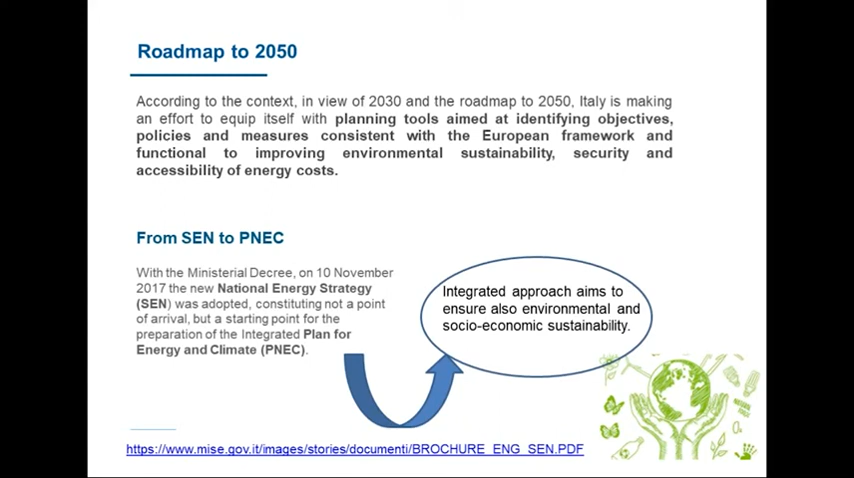 Roadmap to 2050
According to the context, in view of 2030 and the roadmap to 2050, Italy is making
an effort to equip itself with planning tools aimed at identifying objectives,
policies and measures consistent with the European framework and
functional to improving environmental sustainability, security and
accessibility of energy costs.
From SEN to PNEC
With the Ministerial Decree, on 10 November
2017 the new National Energy Strategy
(SEN) was adopted, constituting not a point
of arrival, but a starting point for the
preparation of the Integrated Plan for
Energy and Climate (PNEC).
Integrated approach aims to
ensure also environmental and
socio-economic sustainability.
https://www.mise.gov.it/images/stories/documenti/BROCHURE_ENG_SEN.PDF